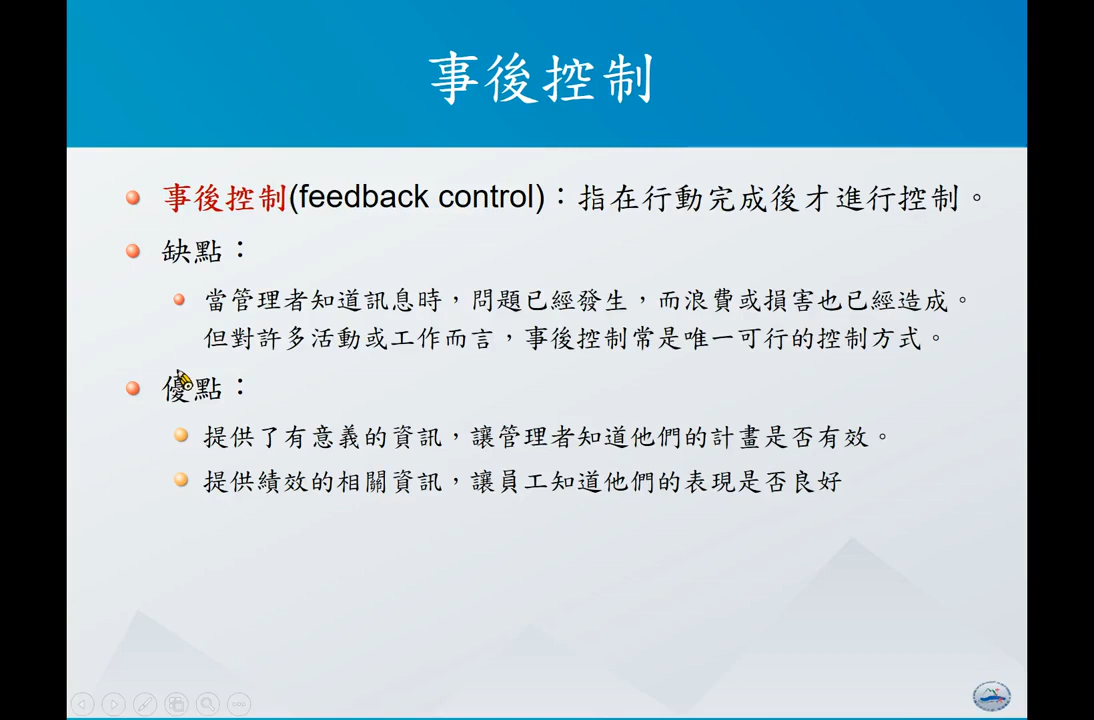 事後控制
事後控制(feedback control)：指在行動完成後才進行控制。
缺點：
當管理者知道訊息時，問題已經發生，而浪費或損害也已經造成。
但對許多活動或工作而言，事後控制常是唯一可行的控制方式。
優點：
提供了有意義的資訊，讓管理者知道他們的計畫是否有效。
提供績效的相關資訊，讓員工知道他們的表現是否良好